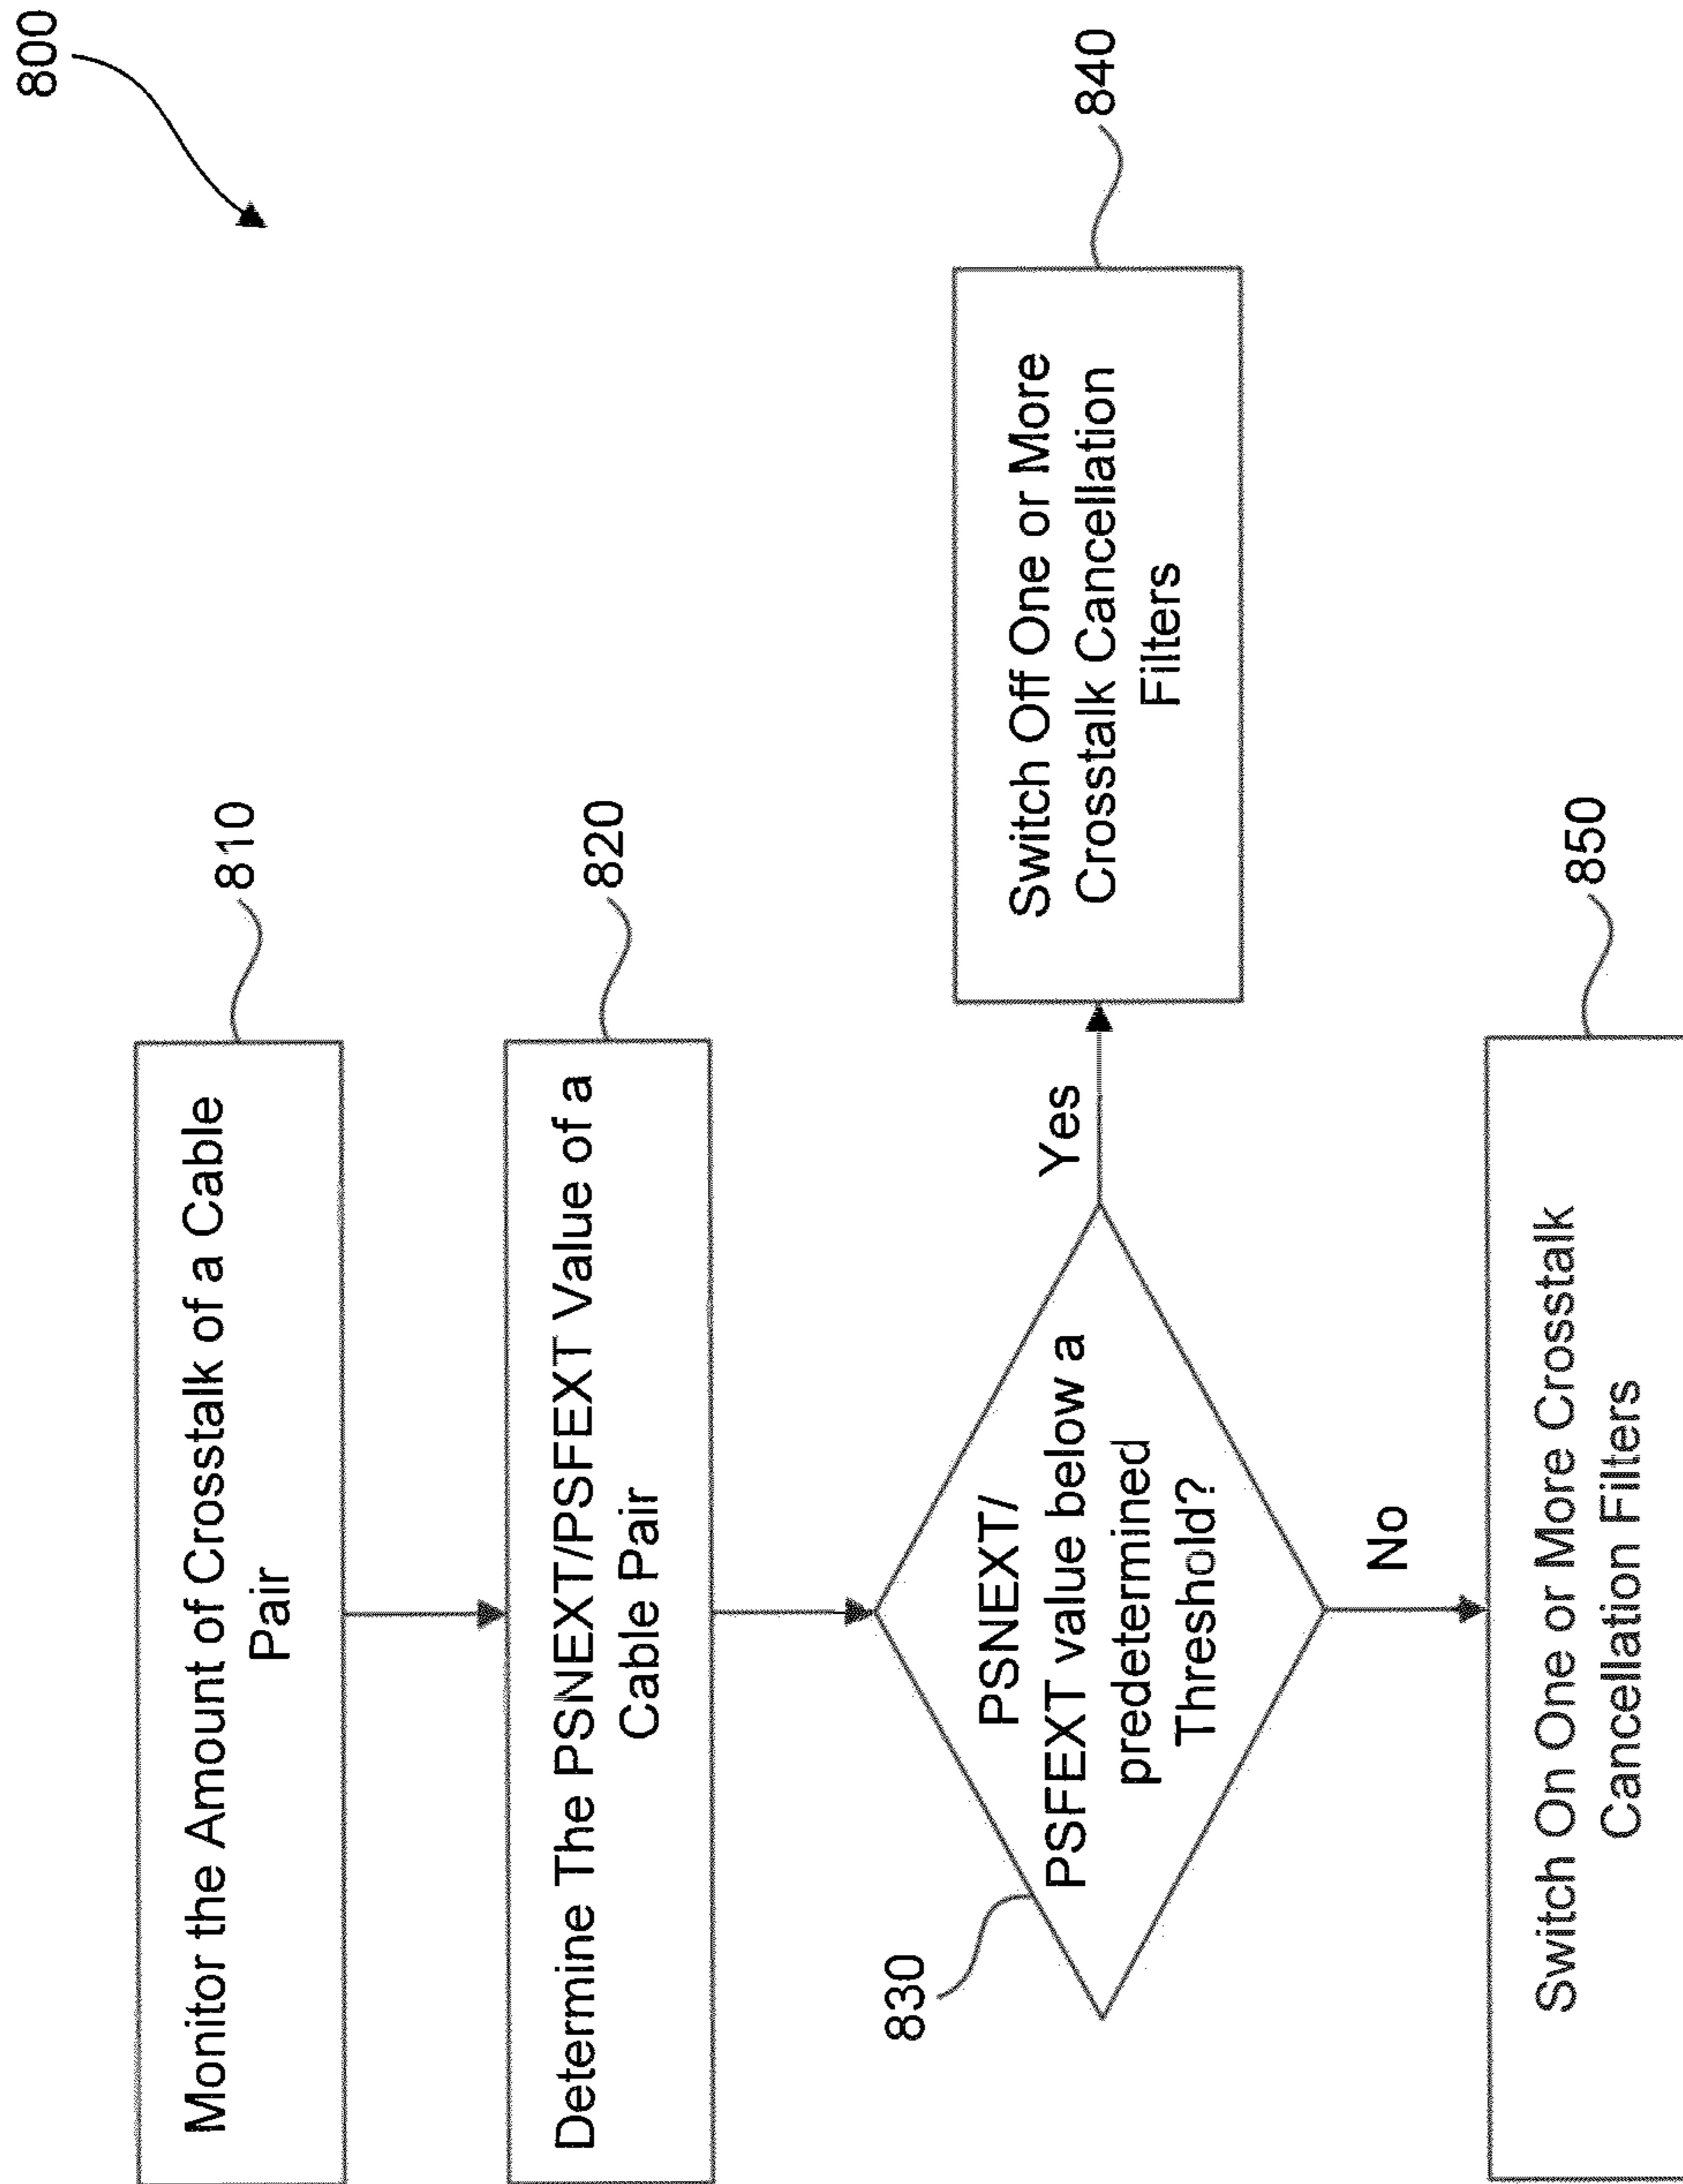 800
Monitor the Amount of Crosstalk of a Cable
Pair
810
Determine The PSNEXT/PSFEXT Value of a
Cable Pair
820
830
PSNEXT/
PSFEXT value below a
predetermined
Threshold?
Yes
Switch Off One or More
Crosstalk Cancellation
Filters
840
No
Switch On One or More Crosstalk
Cancellation Filters
850